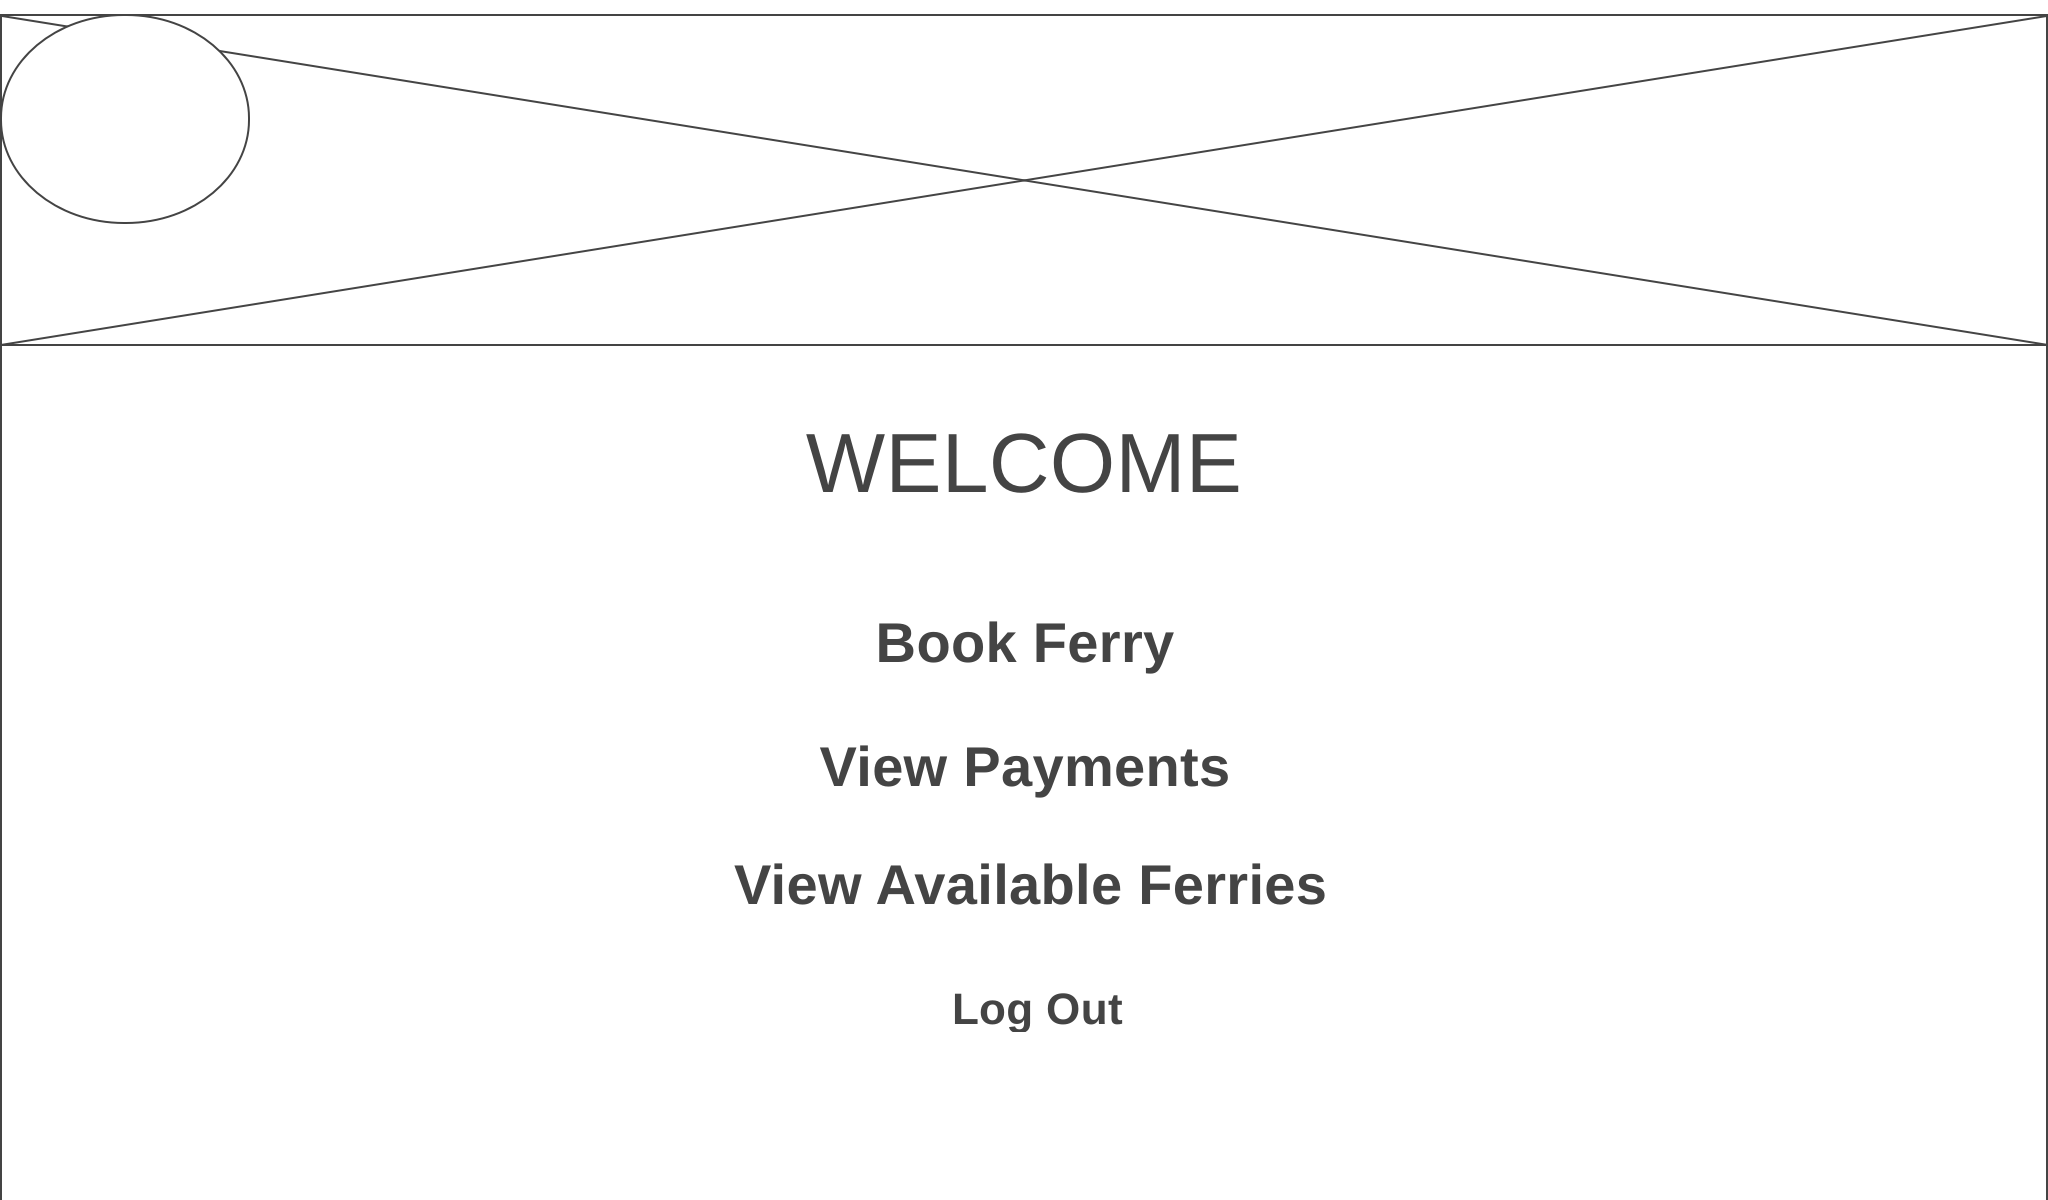 WELCOME
Book Ferry
View Payments
View Available Ferries
Log Out